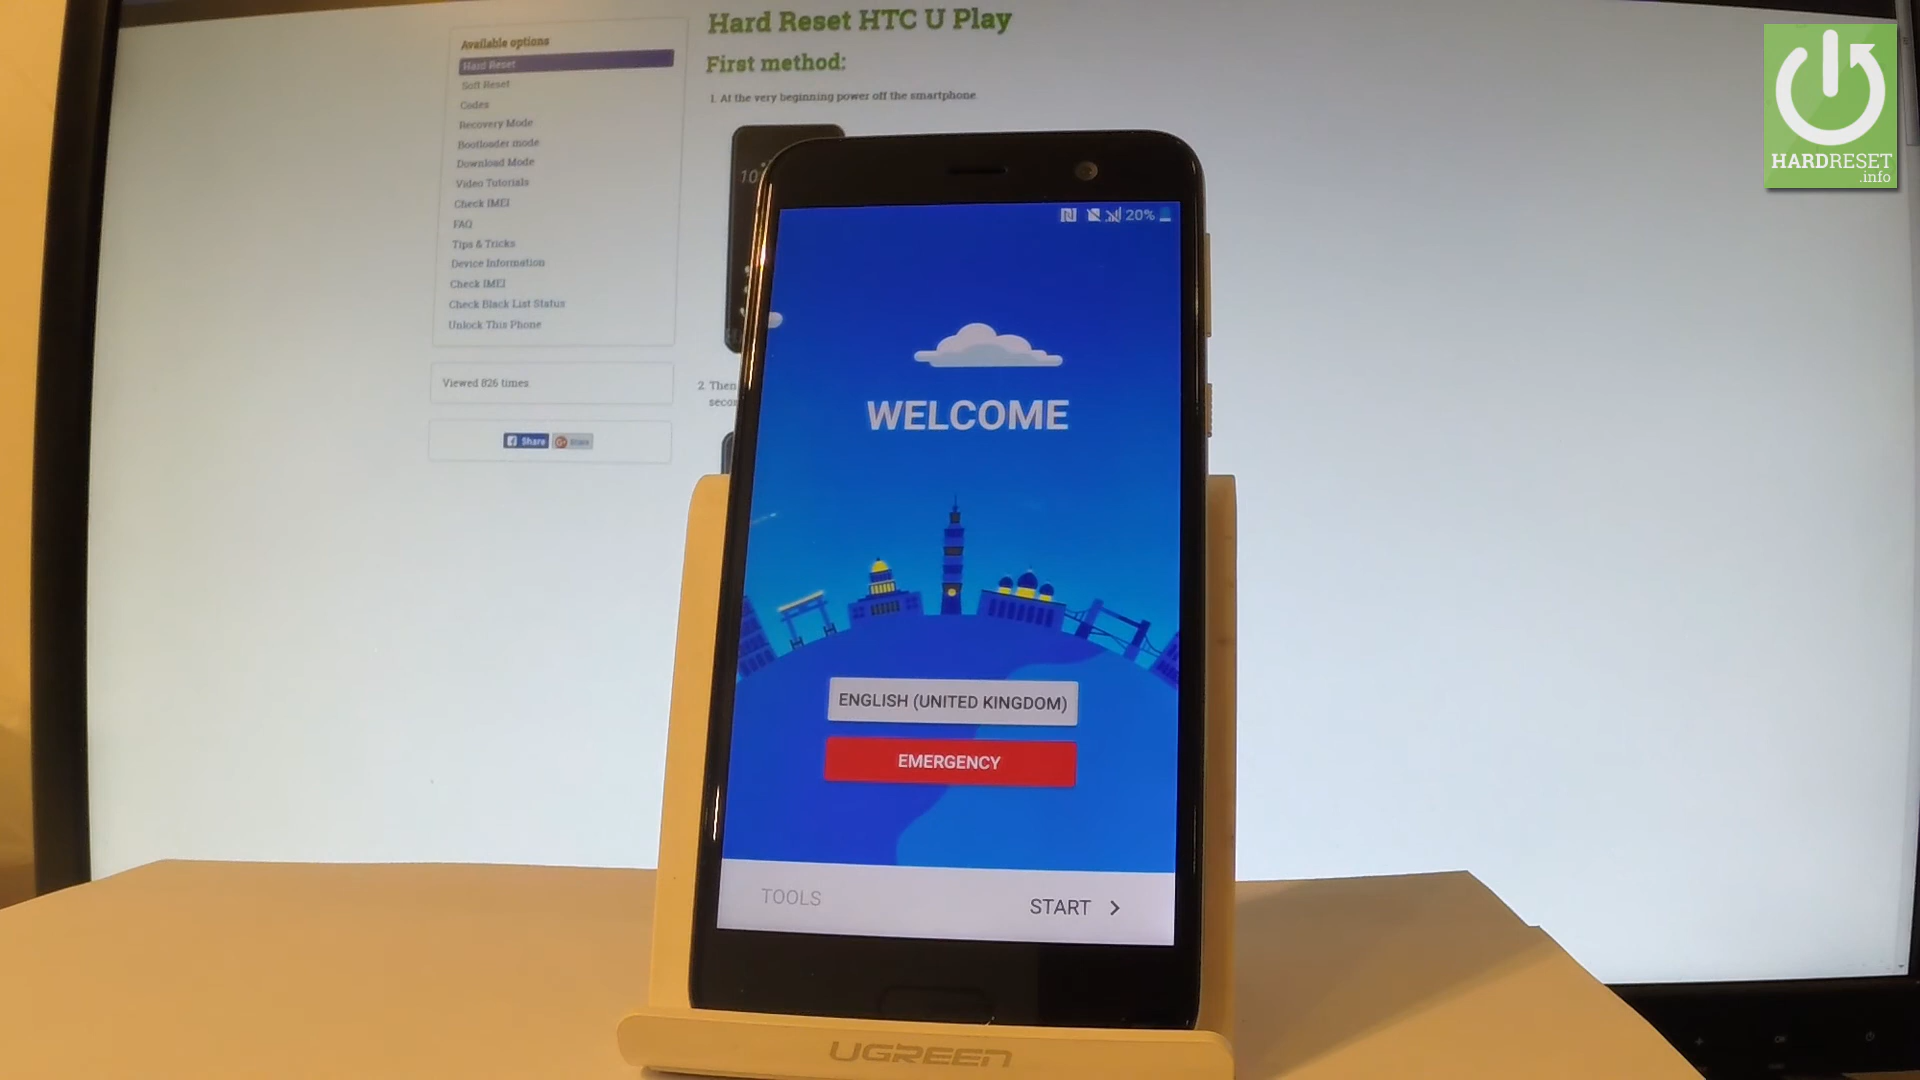 Hard Reset HTC U Play
First method:
1. At the very beginning power off the smartphone.
Available options
Hard Reset
Soft Reset
Codes
Recovery Mode
Bootloader mode
Download Mode
Video Tutorials
Check IMEI
FAQ
Tips & Tricks
Device Information
Check IMEI
Check Black List Status
Unlock This Phone
Viewed 826 times
Share
Share
2. Then
HARDRESET
.info
20%
WELCOME
ENGLISH (UNITED KINGDOM)
EMERGENCY
TOOLS
START >
UGREEN